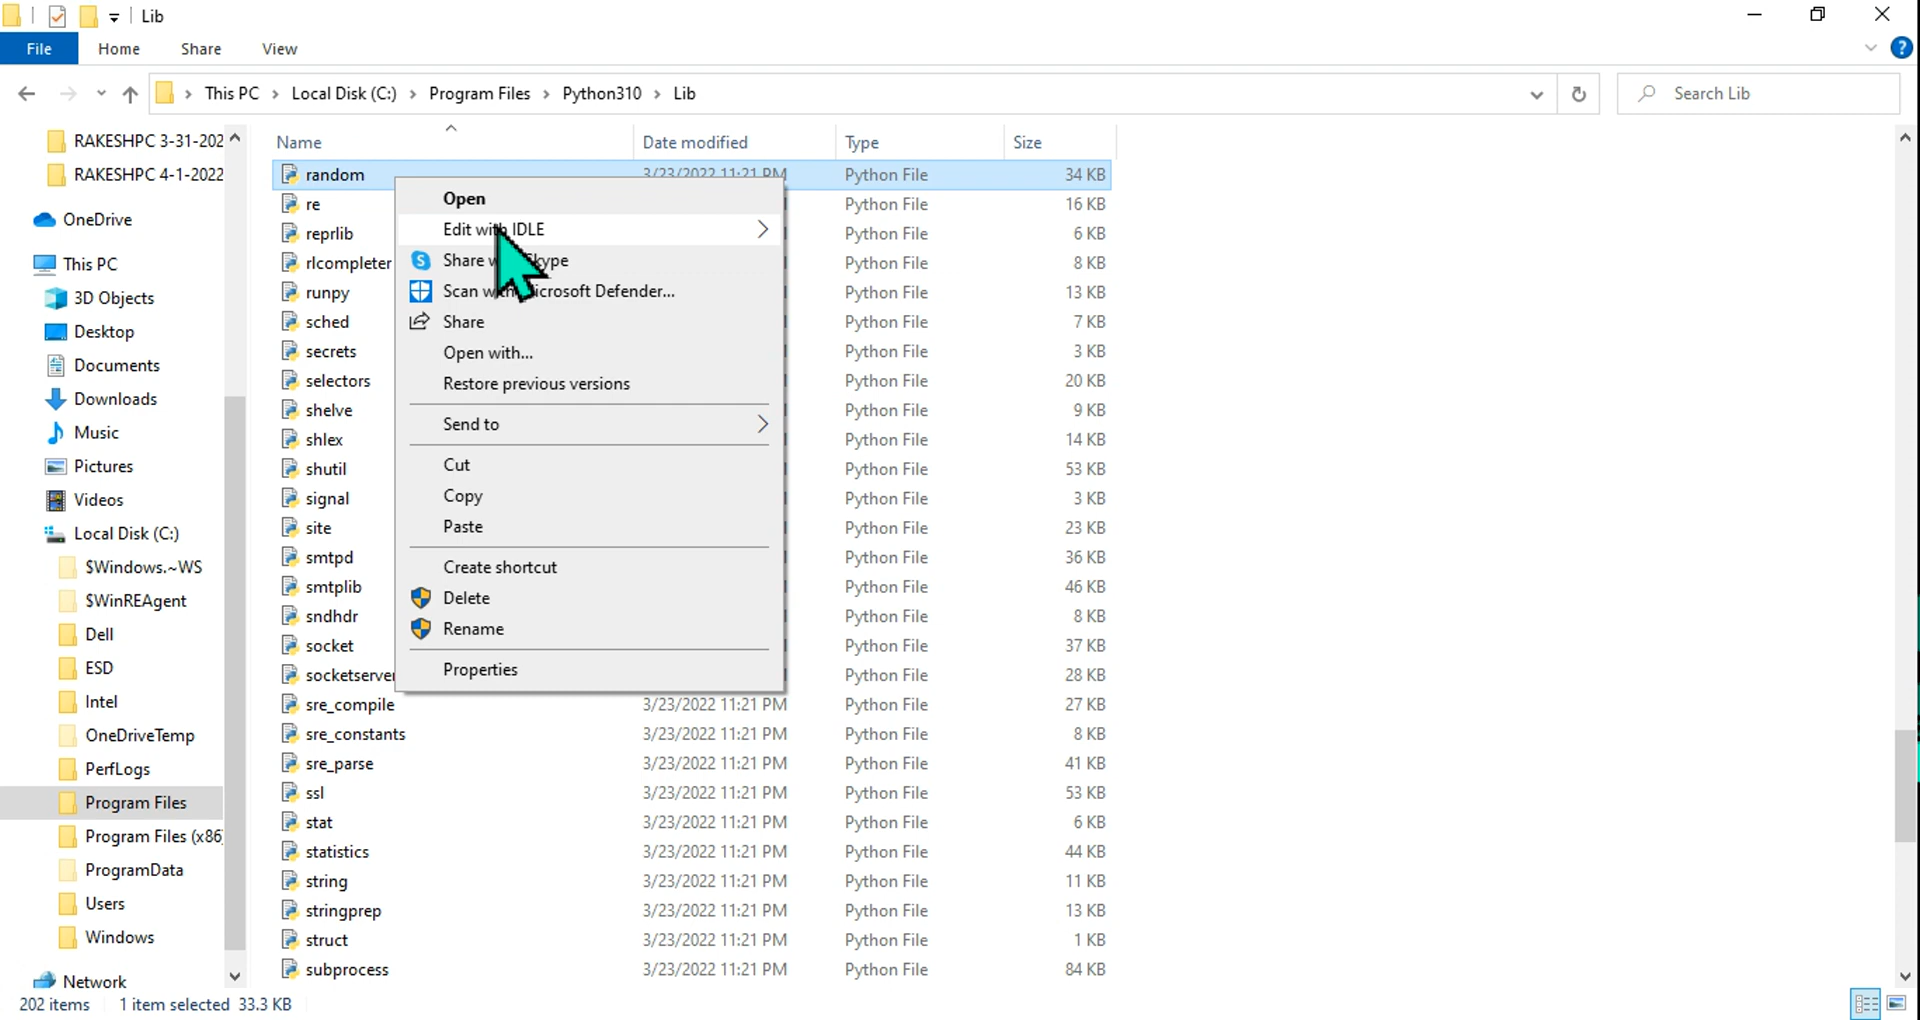 Lib
File Home Share View
This PC Local Disk (C:) Program Files Python310 Lib
Search Lib
RAKESHPC 3-31-202
RAKESHPC 4-1-2022
OneDrive
This PC
3D Objects
Desktop
Documents
Downloads
Music
Pictures
Videos
Local Disk (C:)
$Windows.~WS
$WinREAgent
Dell
ESD
Intel
OneDriveTemp
PerfLogs
Program Files
Program Files (x86)
ProgramData
Users
Windows
Network
Name Date modified Type Size
random 3/23/2022 11:21 PM Python File 34 KB
re Python File 16 KB
reprlib Python File 6 KB
rlcompleter Python File 8 KB
runpy Python File 13 KB
sched Python File 7 KB
secrets Python File 3 KB
selectors Python File 20 KB
shelve Python File 9 KB
shlex Python File 14 KB
shutil Python File 53 KB
signal Python File 3 KB
site Python File 23 KB
smtpd Python File 36 KB
smtplib Python File 46 KB
sndhdr Python File 8 KB
socket Python File 37 KB
socketserver Python File 28 KB
sre_compile 3/23/2022 11:21 PM Python File 27 KB
sre_constants 3/23/2022 11:21 PM Python File 8 KB
sre_parse 3/23/2022 11:21 PM Python File 41 KB
ssl 3/23/2022 11:21 PM Python File 53 KB
stat 3/23/2022 11:21 PM Python File 6 KB
statistics 3/23/2022 11:21 PM Python File 44 KB
string 3/23/2022 11:21 PM Python File 11 KB
stringprep 3/23/2022 11:21 PM Python File 13 KB
struct 3/23/2022 11:21 PM Python File 1 KB
subprocess 3/23/2022 11:21 PM Python File 84 KB
Open
Edit with IDLE
Share with Skype
Scan with Microsoft Defender...
Share
Open with...
Restore previous versions
Send to
Cut
Copy
Paste
Create shortcut
Delete
Rename
Properties
202 items 1 item selected 33.3 KB